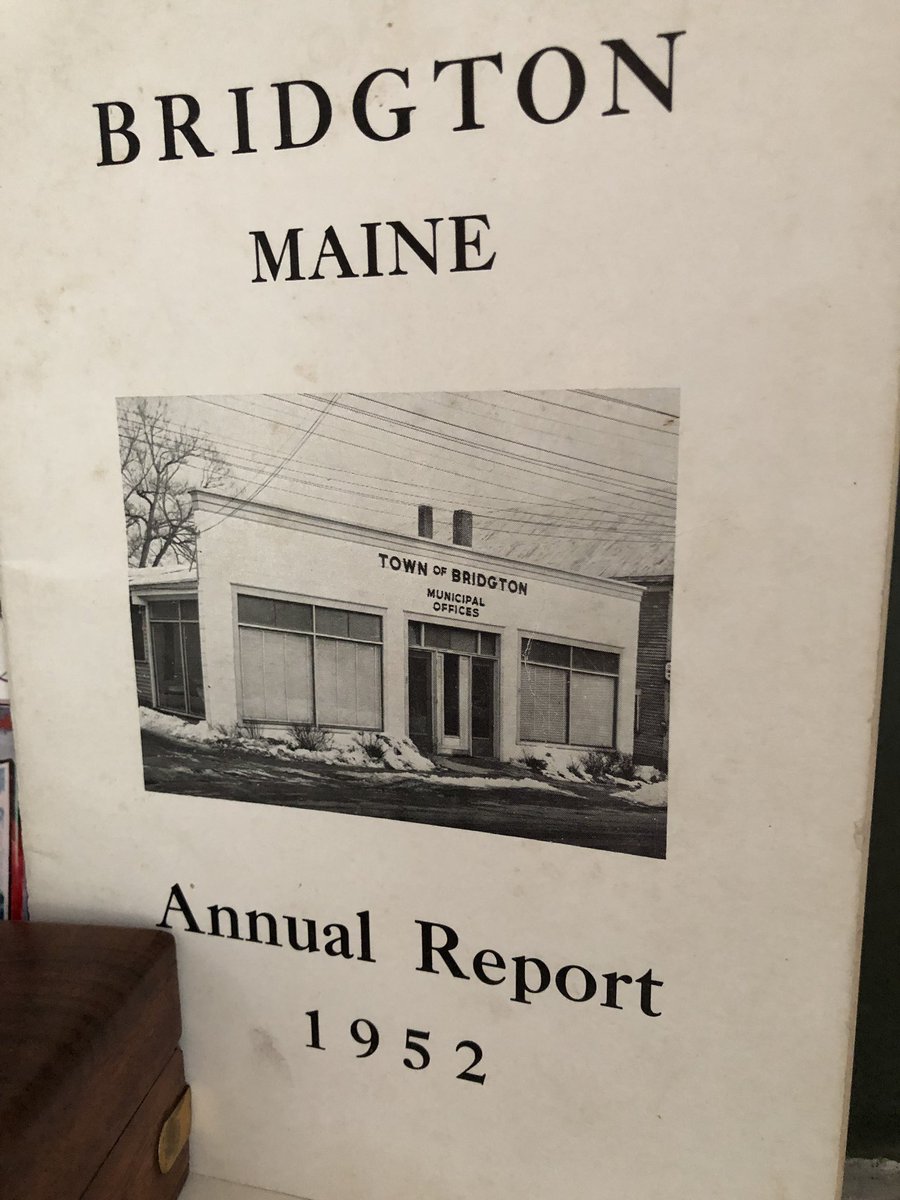 BRIDGTON
MAINE
TOWN OF BRIDGTON
MUNICIPAL
OFFICES
Annual Report
1952